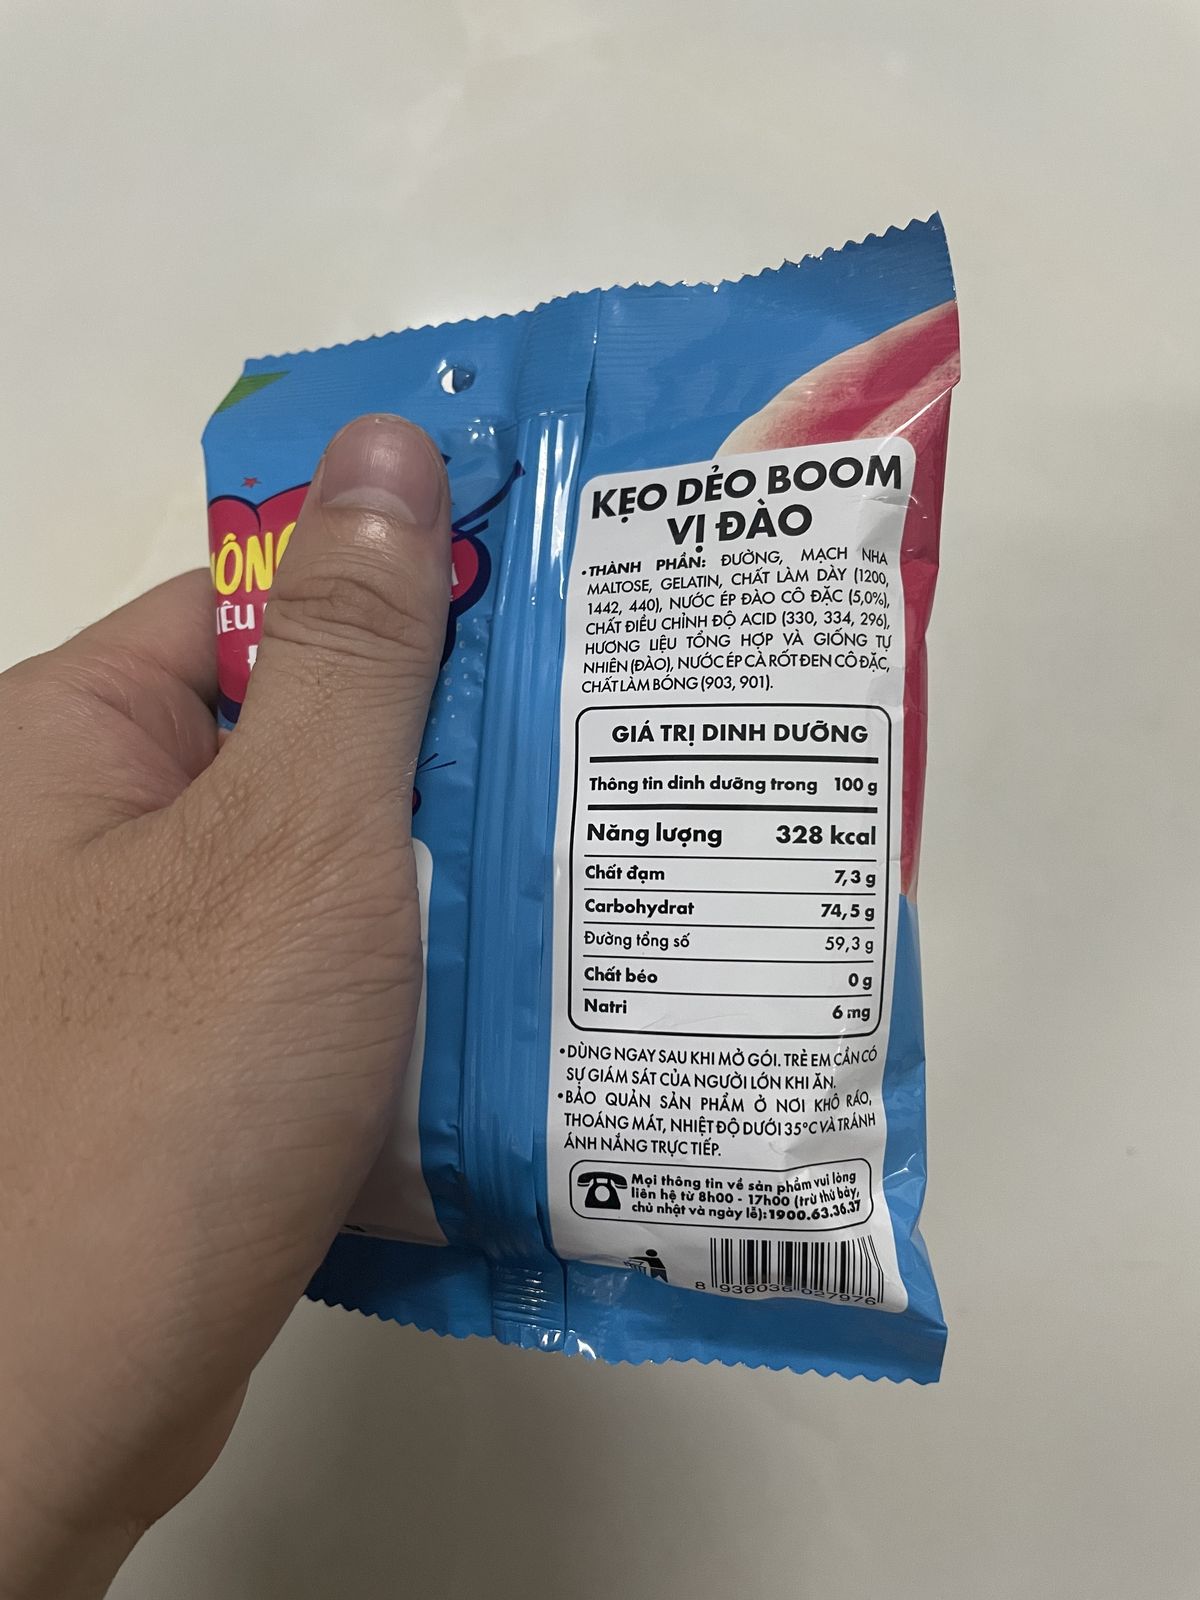 KẸO DẺO BOOM
VỊ ĐÀO
•THÀNH PHẦN: ĐƯỜNG, MẠCH NHA
MALTOSE, GELATIN, CHẤT LÀM DÀY (1200,
1442, 440), NƯỚC ÉP ĐÀO CÔ ĐẶC (5,0%),
CHẤT ĐIỀU CHỈNH ĐỘ ACID (330, 334, 296),
HƯƠNG LIỆU TỔNG HỢP VÀ GIỐNG TỰ
NHIÊN (ĐÀO), NƯỚC ÉP CÀ RỐT ĐEN CÔ ĐẶC,
CHẤT LÀM BÓNG (903, 901).
GIÁ TRỊ DINH DƯỠNG
Thông tin dinh dưỡng trong 100 g
Năng lượng 328 kcal
Chất đạm 7,3 g
Carbohydrat 74,5 g
Đường tổng số 59,3 g
Chất béo 0 g
Natri 6 mg
•DÙNG NGAY SAU KHI MỞ GÓI. TRẺ EM CẦN CÓ
SỰ GIÁM SÁT CỦA NGƯỜI LỚN KHI ĂN.
•BẢO QUẢN SẢN PHẨM Ở NƠI KHÔ RÁO,
THOÁNG MÁT, NHIỆT ĐỘ DƯỚI 35°C VÀ TRÁNH
ÁNH NẮNG TRỰC TIẾP.
Mọi thông tin về sản phẩm vui lòng
liên hệ từ 8h00 - 17h00 (trừ thứ bảy,
chủ nhật và ngày lễ):1900.63.36.37
8 936036 027976